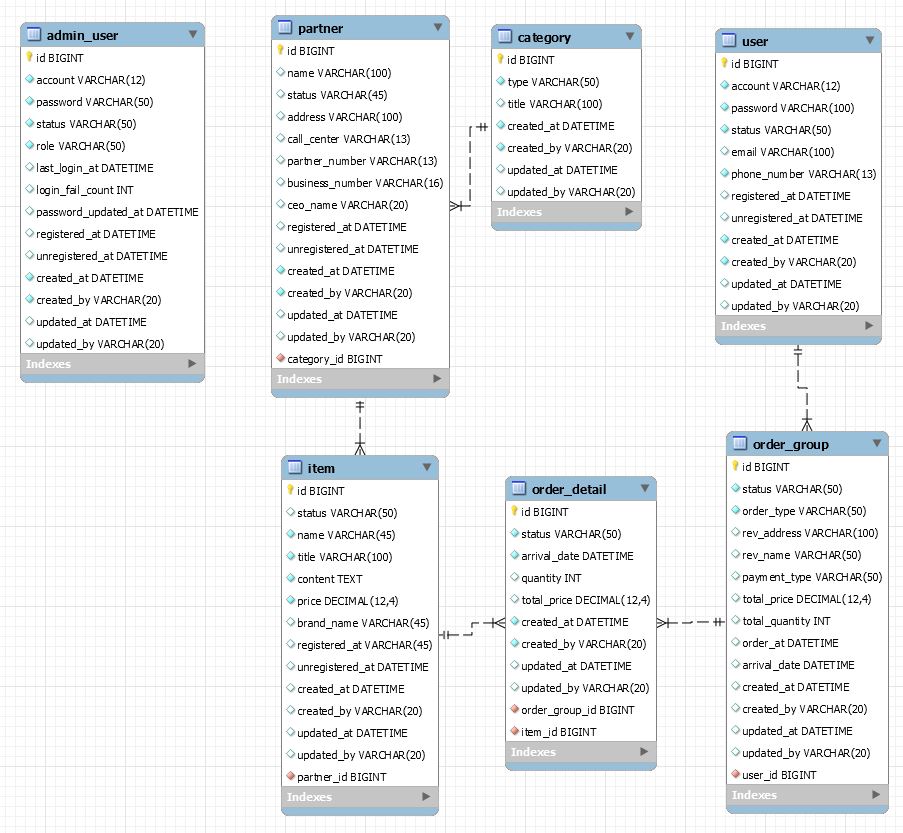 admin_user
id BIGINT
account VARCHAR(12)
password VARCHAR(50)
status VARCHAR(50)
role VARCHAR(50)
last_login_at DATETIME
login_fail_count INT
password_updated_at DATETIME
registered_at DATETIME
unregistered_at DATETIME
created_at DATETIME
created_by VARCHAR(20)
updated_at DATETIME
updated_by VARCHAR(20)
Indexes
partner
id BIGINT
name VARCHAR(100)
status VARCHAR(45)
address VARCHAR(100)
call_center VARCHAR(13)
partner_number VARCHAR(13)
business_number VARCHAR(16)
ceo_name VARCHAR(20)
registered_at DATETIME
unregistered_at DATETIME
created_at DATETIME
created_by VARCHAR(20)
updated_at DATETIME
updated_by VARCHAR(20)
category_id BIGINT
Indexes
category
id BIGINT
type VARCHAR(50)
title VARCHAR(100)
created_at DATETIME
created_by VARCHAR(20)
updated_at DATETIME
updated_by VARCHAR(20)
Indexes
user
id BIGINT
account VARCHAR(12)
password VARCHAR(100)
status VARCHAR(50)
email VARCHAR(100)
phone_number VARCHAR(13)
registered_at DATETIME
unregistered_at DATETIME
created_at DATETIME
created_by VARCHAR(20)
updated_at DATETIME
updated_by VARCHAR(20)
Indexes
item
id BIGINT
status VARCHAR(50)
name VARCHAR(45)
title VARCHAR(100)
content TEXT
price DECIMAL(12,4)
brand_name VARCHAR(45)
registered_at VARCHAR(45)
unregistered_at DATETIME
created_at DATETIME
created_by VARCHAR(20)
updated_at DATETIME
updated_by VARCHAR(20)
partner_id BIGINT
Indexes
order_detail
id BIGINT
status VARCHAR(50)
arrival_date DATETIME
quantity INT
total_price DECIMAL(12,4)
created_at DATETIME
created_by VARCHAR(20)
updated_at DATETIME
updated_by VARCHAR(20)
order_group_id BIGINT
item_id BIGINT
Indexes
order_group
id BIGINT
status VARCHAR(50)
order_type VARCHAR(50)
rev_address VARCHAR(100)
rev_name VARCHAR(50)
payment_type VARCHAR(50)
total_price DECIMAL(12,4)
total_quantity INT
order_at DATETIME
arrival_date DATETIME
created_at DATETIME
created_by VARCHAR(20)
updated_at DATETIME
updated_by VARCHAR(20)
user_id BIGINT
Indexes